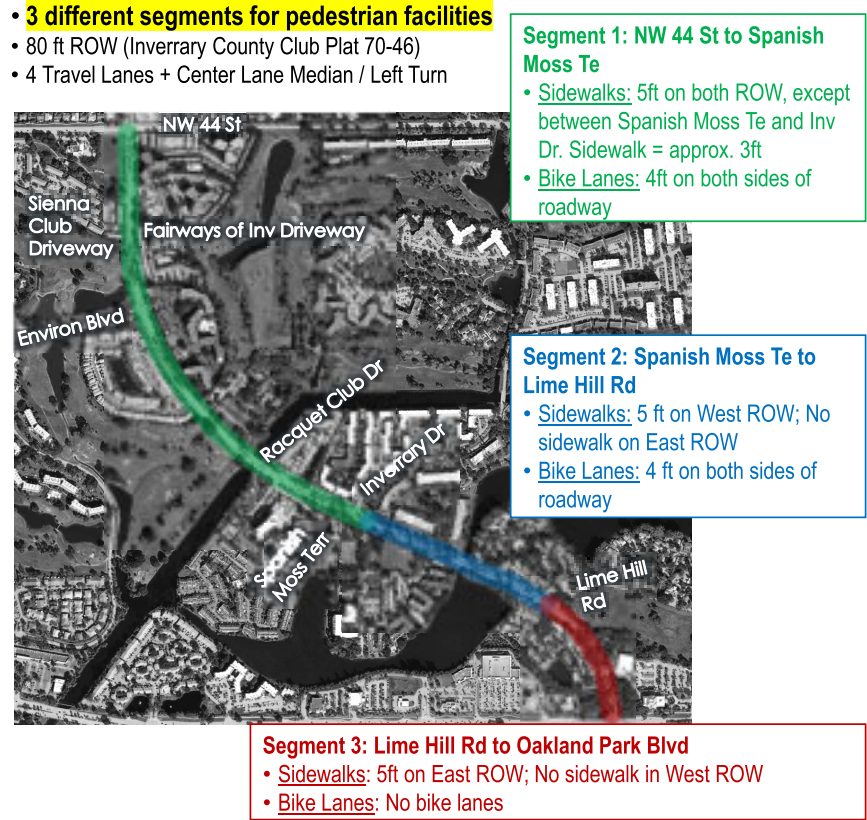 • 3 different segments for pedestrian facilities
• 80 ft ROW (Inverrary County Club Plat 70-46)
• 4 Travel Lanes + Center Lane Median / Left Turn
Segment 1: NW 44 St to Spanish
Moss Te
• Sidewalks: 5ft on both ROW, except
between Spanish Moss Te and Inv
Dr. Sidewalk = approx. 3ft
• Bike Lanes: 4ft on both sides of
roadway
NW 44 St
Sienna
Club
Driveway
Fairways of Inv Driveway
Environ Blvd
Racquet Club Dr
Inverrary Dr
Spanish
Moss Terr
Lime Hill
Rd
Segment 2: Spanish Moss Te to
Lime Hill Rd
• Sidewalks: 5 ft on West ROW; No
sidewalk on East ROW
• Bike Lanes: 4 ft on both sides of
roadway
Segment 3: Lime Hill Rd to Oakland Park Blvd
• Sidewalks: 5ft on East ROW; No sidewalk in West ROW
• Bike Lanes: No bike lanes